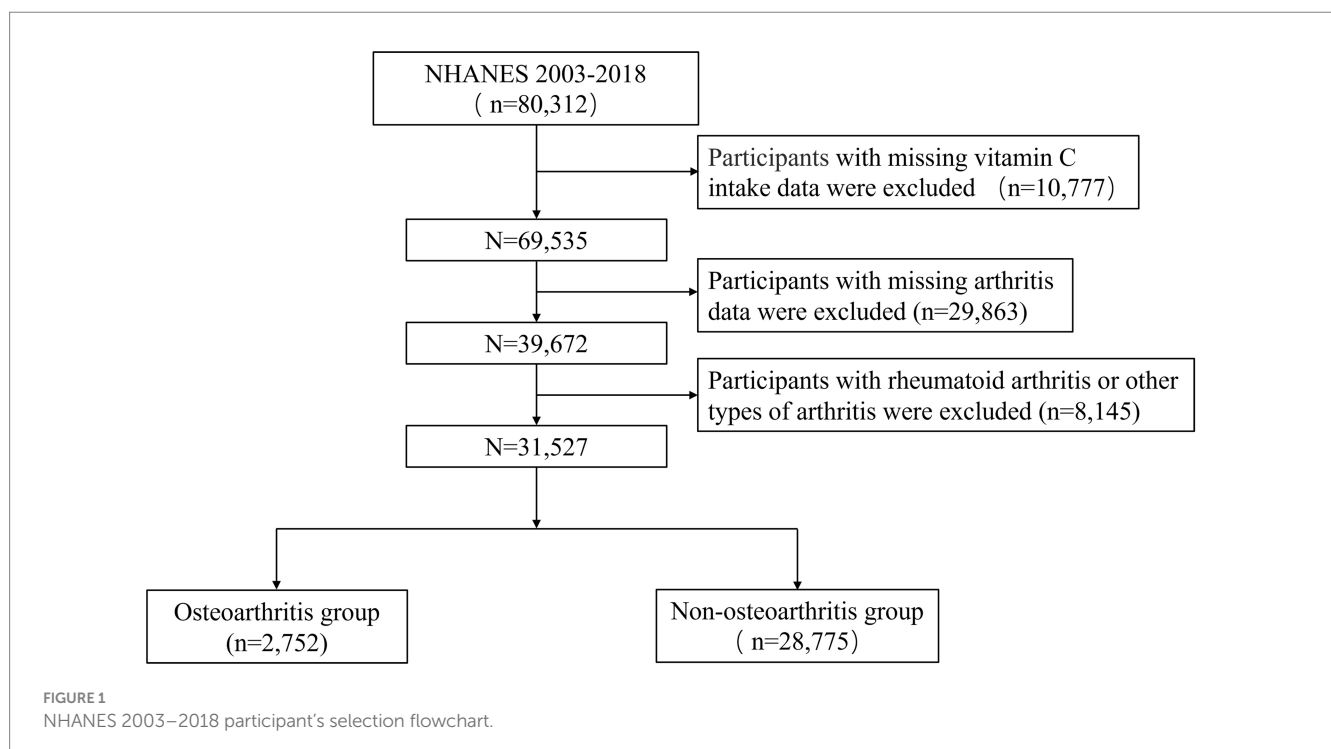 NHANES 2003-2018
（ n=80,312）
Participants with missing vitamin C
intake data were excluded （n=10,777）
N=69,535
Participants with missing arthritis
data were excluded (n=29,863)
N=39,672
Participants with rheumatoid arthritis or other
types of arthritis were excluded (n=8,145)
N=31,527
Osteoarthritis group
(n=2,752)
Non-osteoarthritis group
（ n=28,775）
FIGURE 1
NHANES 2003–2018 participant’s selection flowchart.